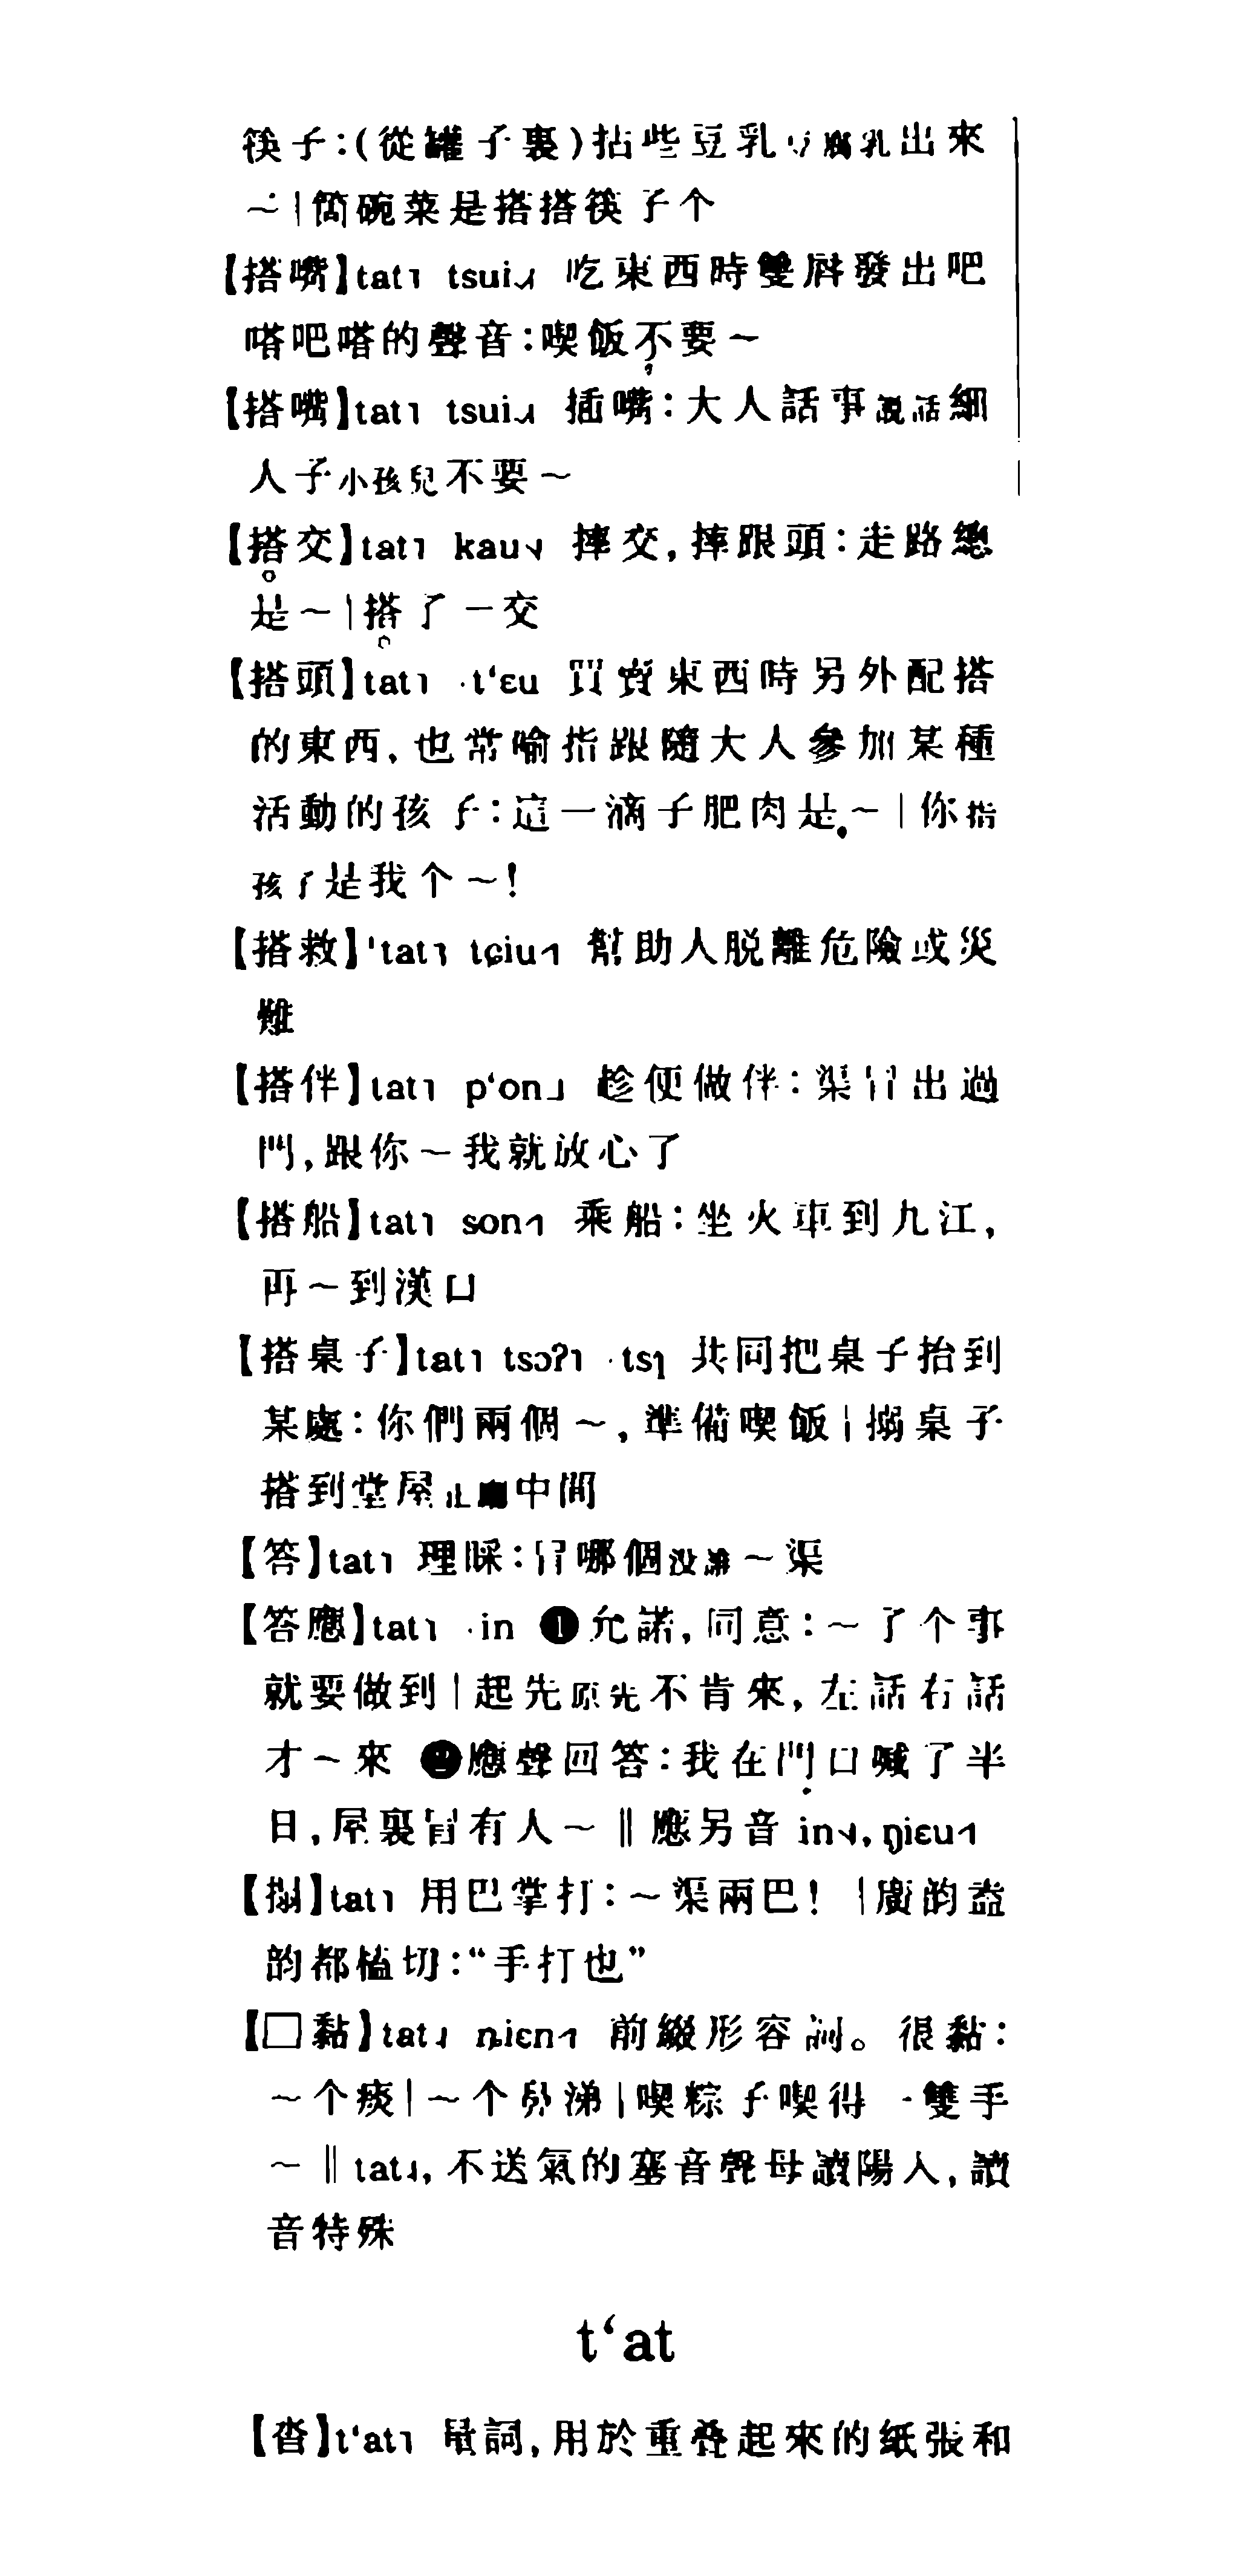 筷子:(從罐子裏)拈些豆乳豆腐乳出來
～|箇碗菜是搭搭筷子个
【搭嘴】tat˥ tsui˨˩˧ 吃東西時雙唇發出吧
嗒吧嗒的聲音:喫飯不要～
【搭嘴】tat˥ tsui˨˩˧ 插嘴:大人話事説話細
人子小孩兒不要～
【搭交】tat˥ kau 摔交,摔跟頭:走路總
是～|搭了一交
【搭頭】tat˥ ·t‘ɛu 買賣東西時另外配搭
的東西,也常喻指跟隨大人參加某種
活動的孩子:這一滴子肥肉是～|你指
孩子是我个～!
【搭救】tat˥ tɕiu 幫助人脱離危險或災
難
【搭伴】tat˥ p‘on˩ 趁便做伴:渠冇出過
門,跟你～我就放心了
【搭船】tat˥ son 乘船:坐火車到九江,
再～到漢口
【搭桌子】tat˥ tsɔʔ˥ ·tsɿ 共同把桌子抬到
某處:你們兩個～,準備喫飯|搦桌子
搭到堂屋正廳中間
【答】tat˥ 理睬:冇哪個没誰～渠
【答應】tat˥ ·in ❶允諾,同意:～了个事
就要做到|起先原先不肯來,左話右話
才～來 ❷應聲回答:我在門口喊了半
日,屋裏冇有人～‖應另音 in, ŋiɛu
【搨】tat˥ 用巴掌打:～渠兩巴! |廣韵盍
韵都榼切:“手打也”
【□黏】tat ȵiɛn 前綴形容詞。很黏:
～个痰|～个鼻涕|喫粽子喫得一雙手
～‖tat,不送氣的塞音聲母讀陽入,讀
音特殊
t‘at
【沓】t‘at˥ 量詞,用於重叠起來的紙張和